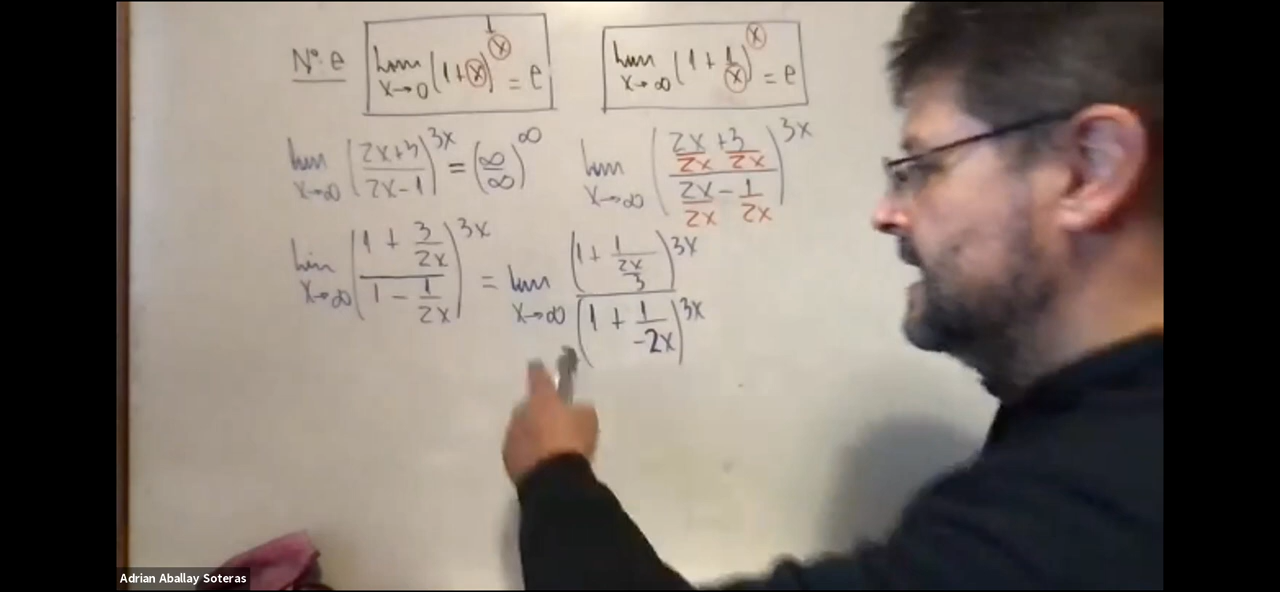 Nº e lim x→0 (1+x)^(1/x) = e lim x→∞ (1 + 1/x)^x = e
lim x→∞ ((2x+3)/(2x-1))^(3x) = (∞/∞)^∞ lim x→∞ ((2x/2x + 3/2x)/(2x/2x - 1/2x))^(3x)
lim x→∞ ((1 + 3/2x)/(1 - 1/2x))^(3x) = lim x→∞ (1 + 1/(2x/3))^(3x)/(1 + 1/-2x)^(3x)
Adrian Aballay Soteras